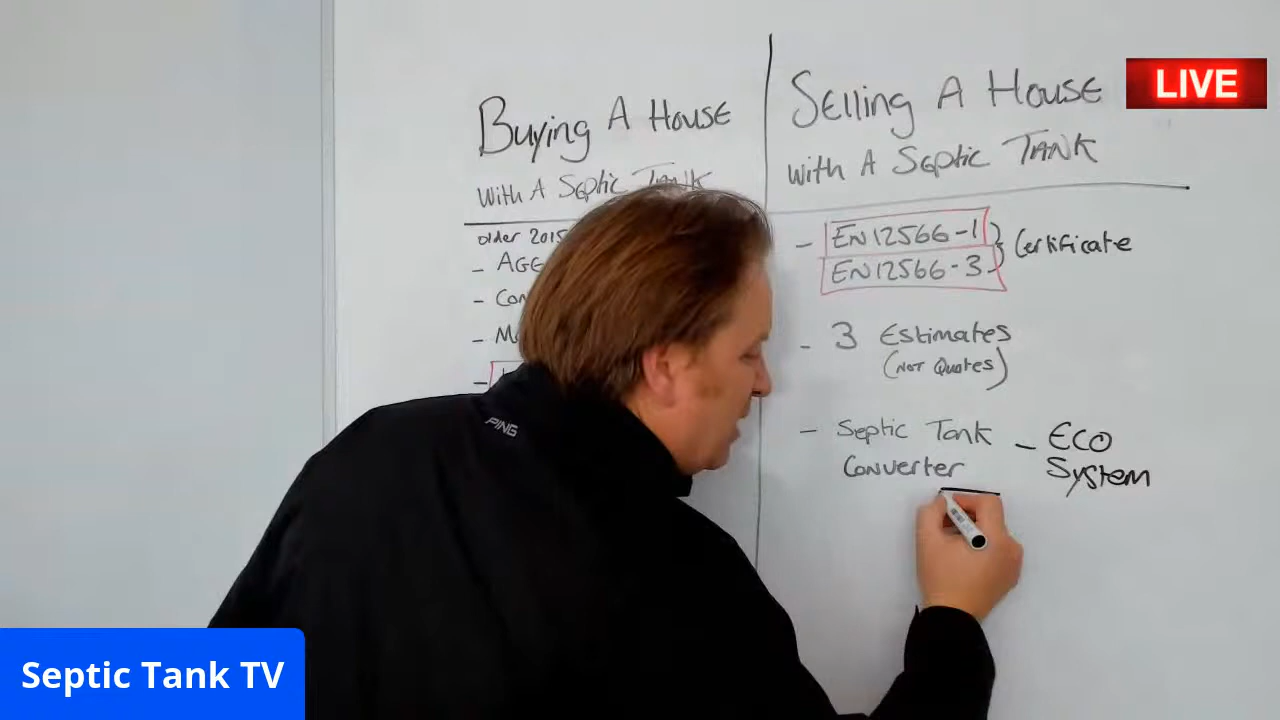 Buying A House
With A Septic TANK
older 2015
- AGE
- Con
- Mo
Selling A House
with A Septic TANK
- EN12566-1
EN12566-3
Certificate
- 3 Estimates
(NOT Quotes)
- Septic Tank
Converter
- ECO
System
LIVE
PING
Septic Tank TV